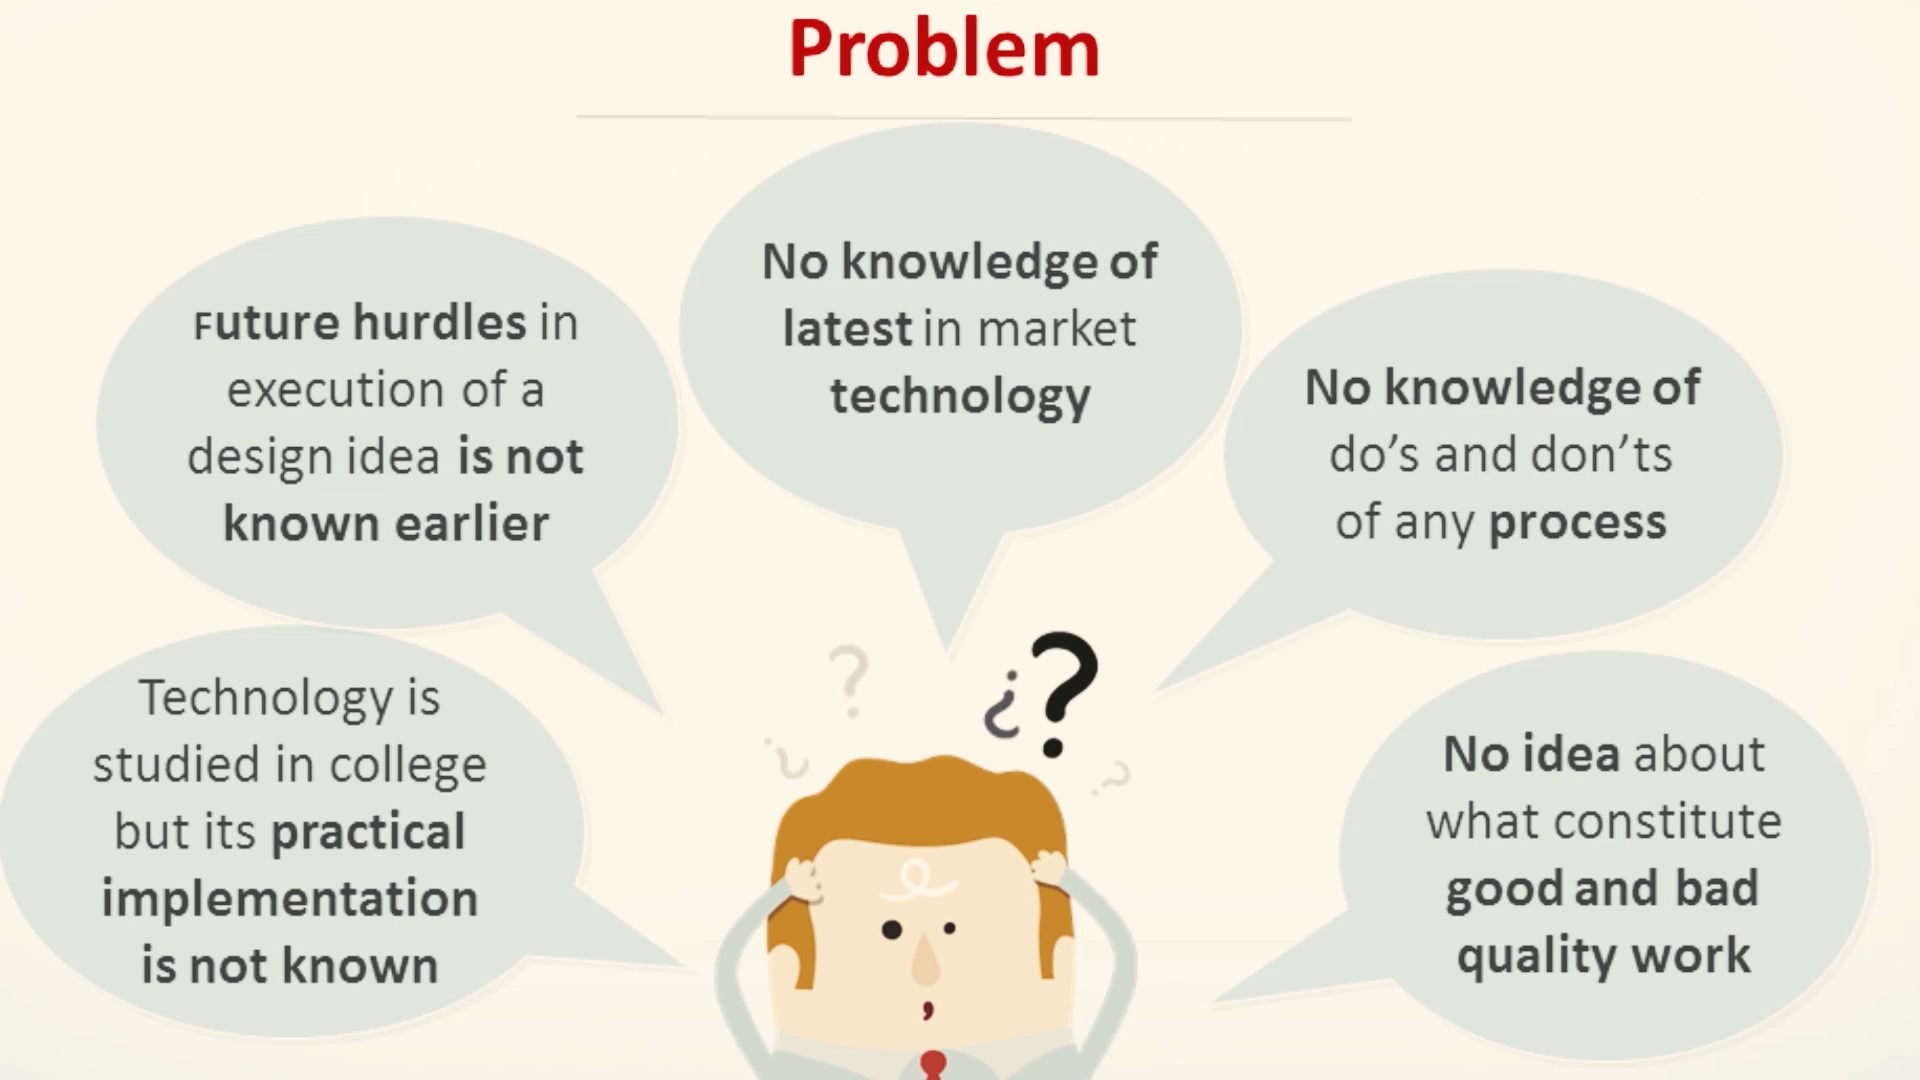 Problem
Future hurdles in
execution of a
design idea is not
known earlier
No knowledge of
latest in market
technology
No knowledge of
do’s and don’ts
of any process
Technology is
studied in college
but its practical
implementation
is not known
No idea about
what constitute
good and bad
quality work